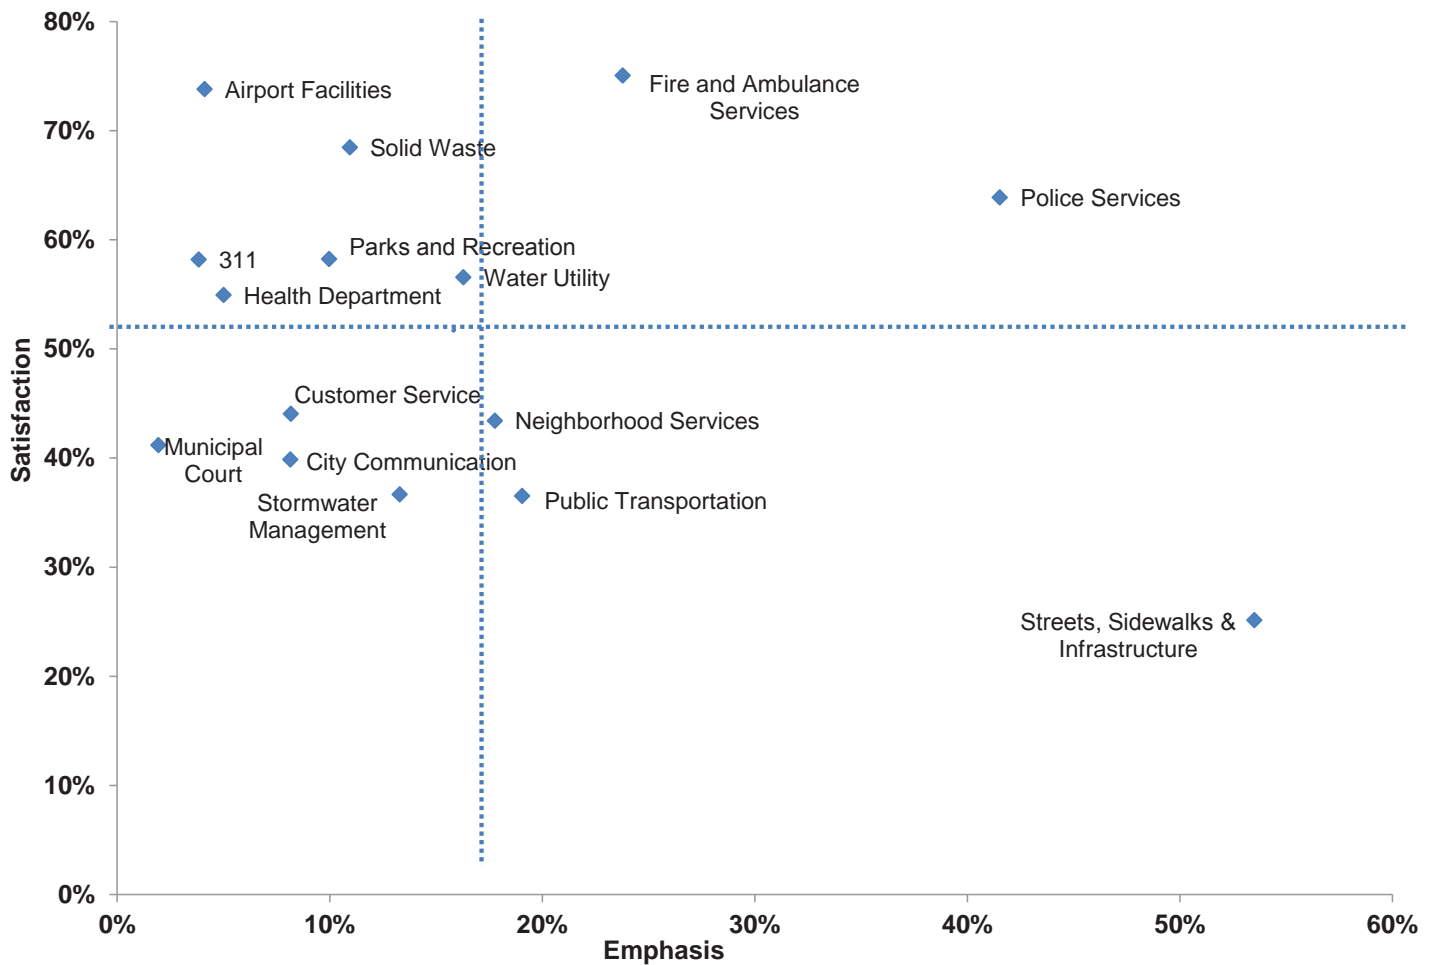 80%
Airport Facilities
Fire and Ambulance
Services
70%
Solid Waste
Police Services
60%
Parks and Recreation
311
Water Utility
Health Department
50%
Satisfaction
Customer Service
Neighborhood Services
Municipal
Court
40%
City Communication
Stormwater
Management
Public Transportation
30%
Streets, Sidewalks &
Infrastructure
20%
10%
0%
0% 10% 20% 30% 40% 50% 60%
Emphasis